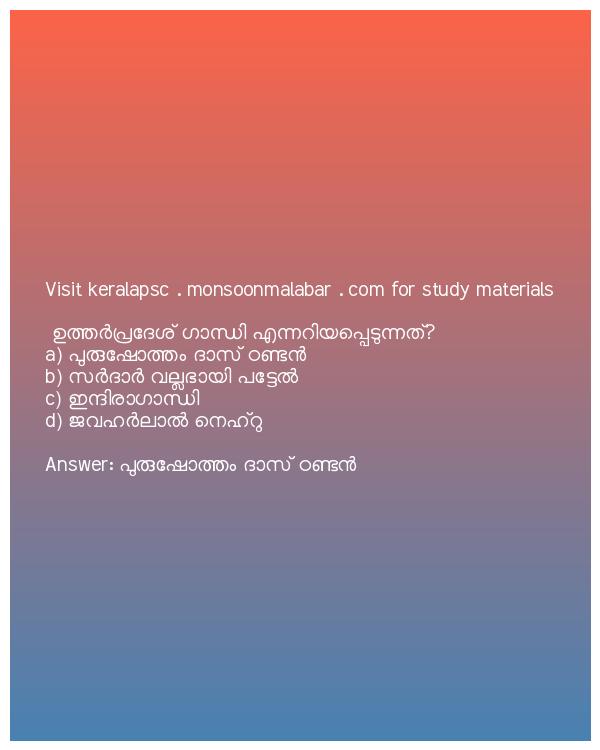 Visit keralapsc . monsoonmalabar . com for study materials
ഉത്തർപ്രദേശ് ഗാന്ധി എന്നറിയപ്പെടുന്നത്?
a) പുരുഷോത്തം ദാസ് ഠണ്ടൻ
b) സർദാർ വല്ലഭായി പട്ടേൽ
c) ഇന്ദിരാഗാന്ധി
d) ജവഹർലാൽ നെഹ്റു
Answer: പുരുഷോത്തം ദാസ് ഠണ്ടൻ